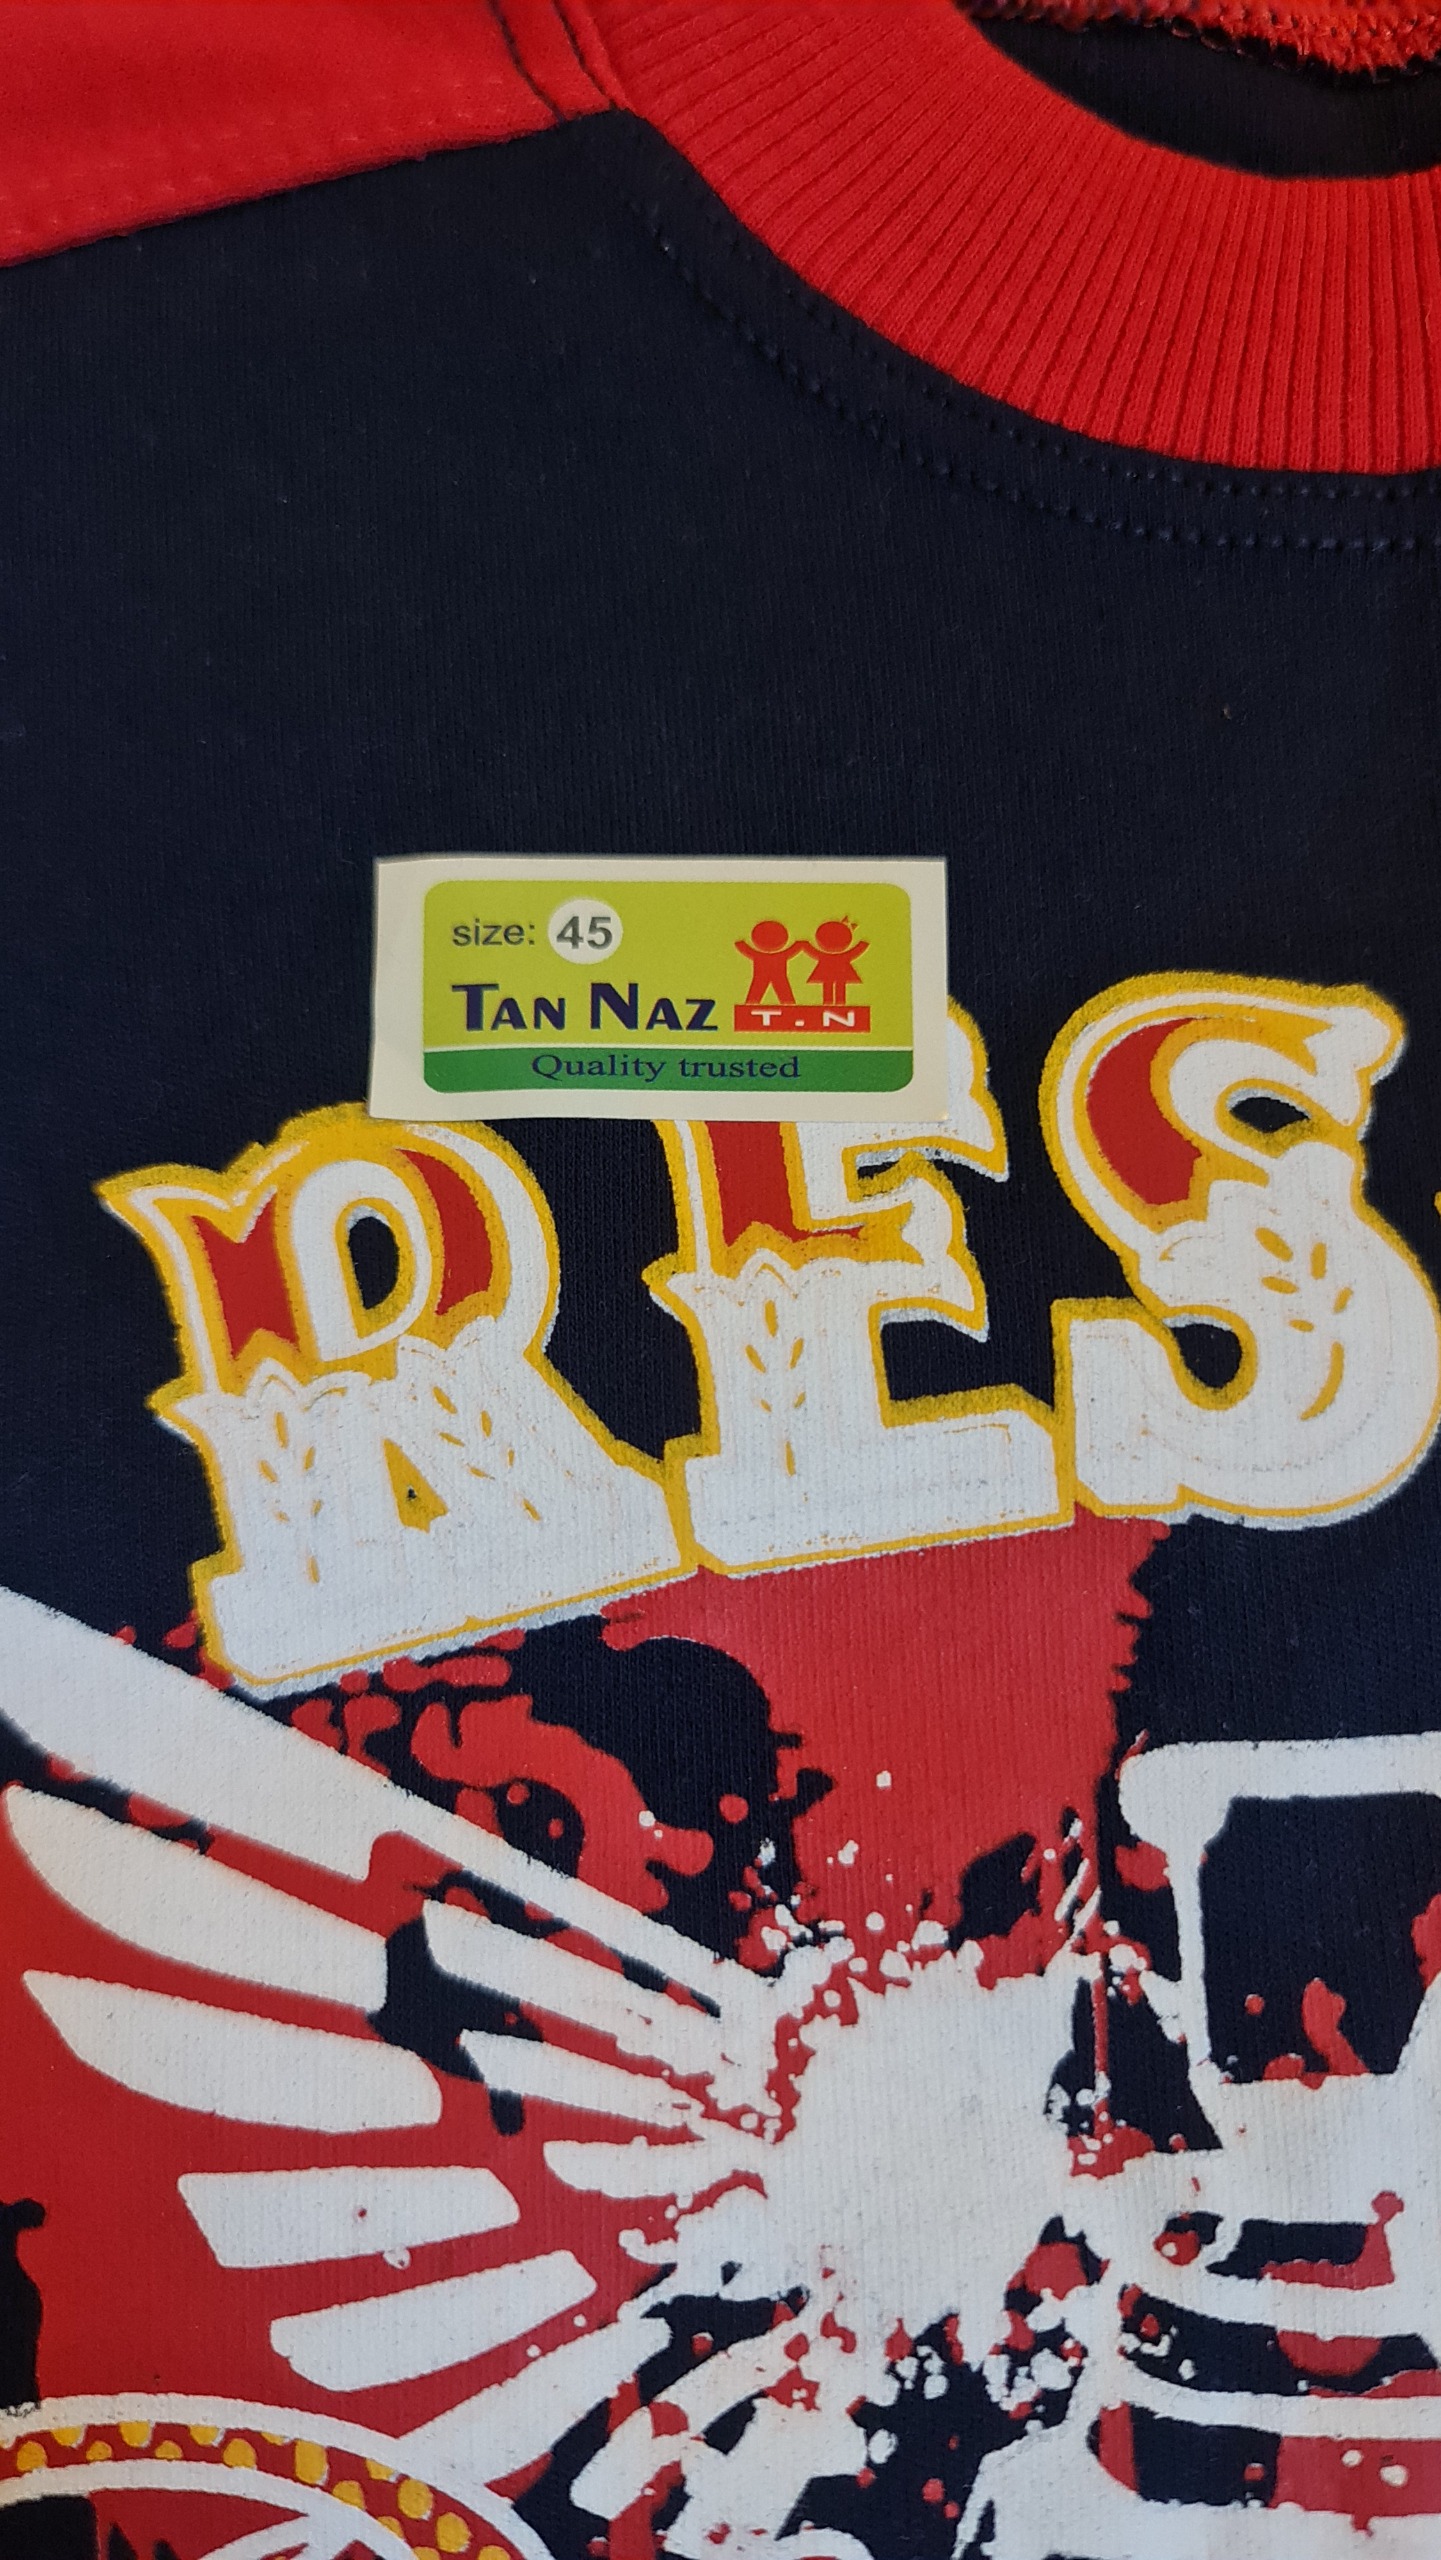 size: 45
TAN NAZ
T.N
Quality trusted
RES